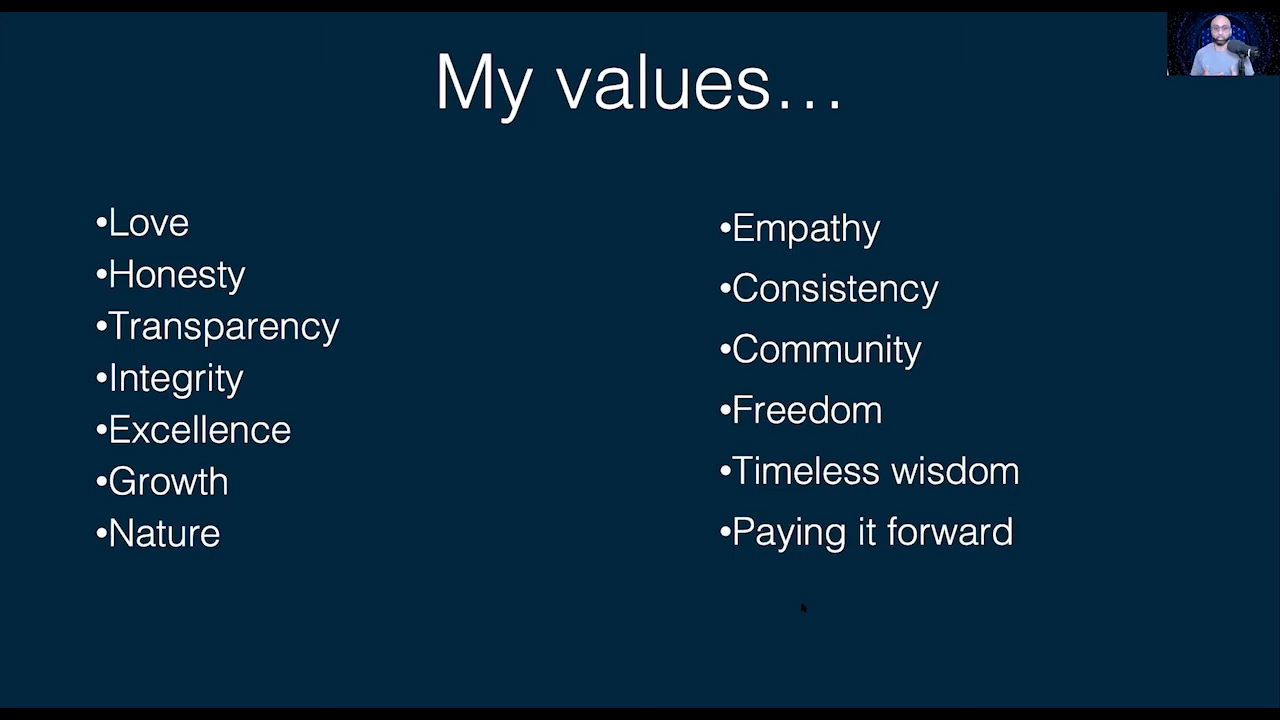 My values…
•Love
•Honesty
•Transparency
•Integrity
•Excellence
•Growth
•Nature
•Empathy
•Consistency
•Community
•Freedom
•Timeless wisdom
•Paying it forward